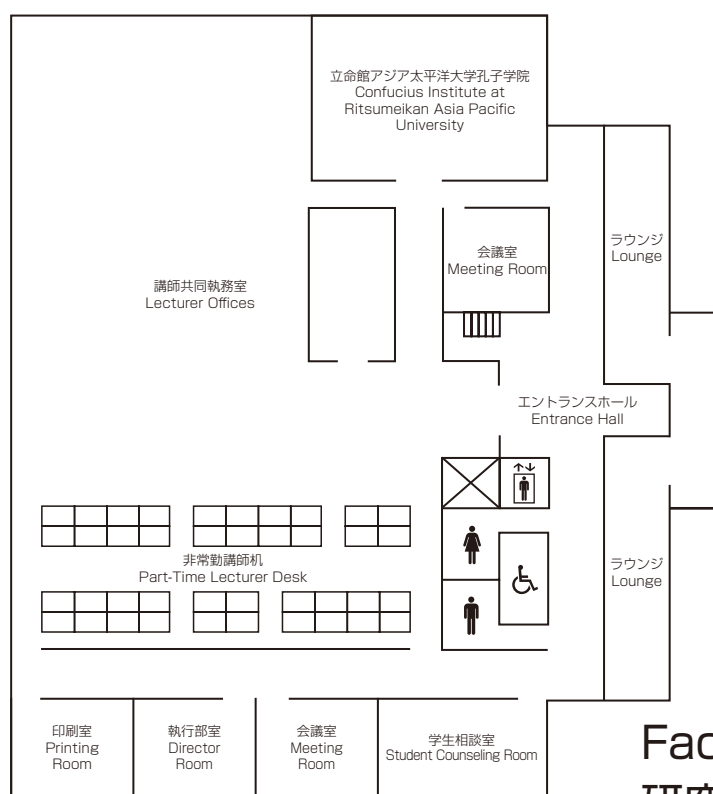 立命館アジア太平洋大学孔子学院
Confucius Institute at
Ritsumeikan Asia Pacific
University
会議室
Meeting Room
ラウンジ
Lounge
講師共同執務室
Lecturer Offices
エントランスホール
Entrance Hall
非常勤講師机
Part-Time Lecturer Desk
ラウンジ
Lounge
印刷室
Printing
Room
執行部室
Director
Room
会議室
Meeting
Room
学生相談室
Student Counseling Room
Fac